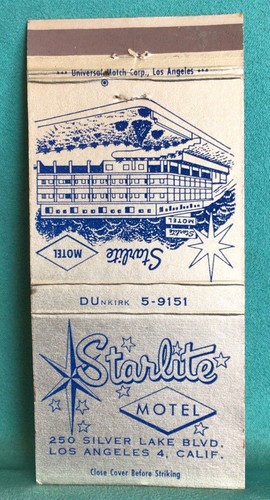 *** Universal Match Corp., Los Angeles ***
Starlite
MOTEL
Starlite
MOTEL
DUNKIRK 5-9151
Starlite
MOTEL
250 SILVER LAKE BLVD.
LOS ANGELES 4, CALIF.
Close Cover Before Striking